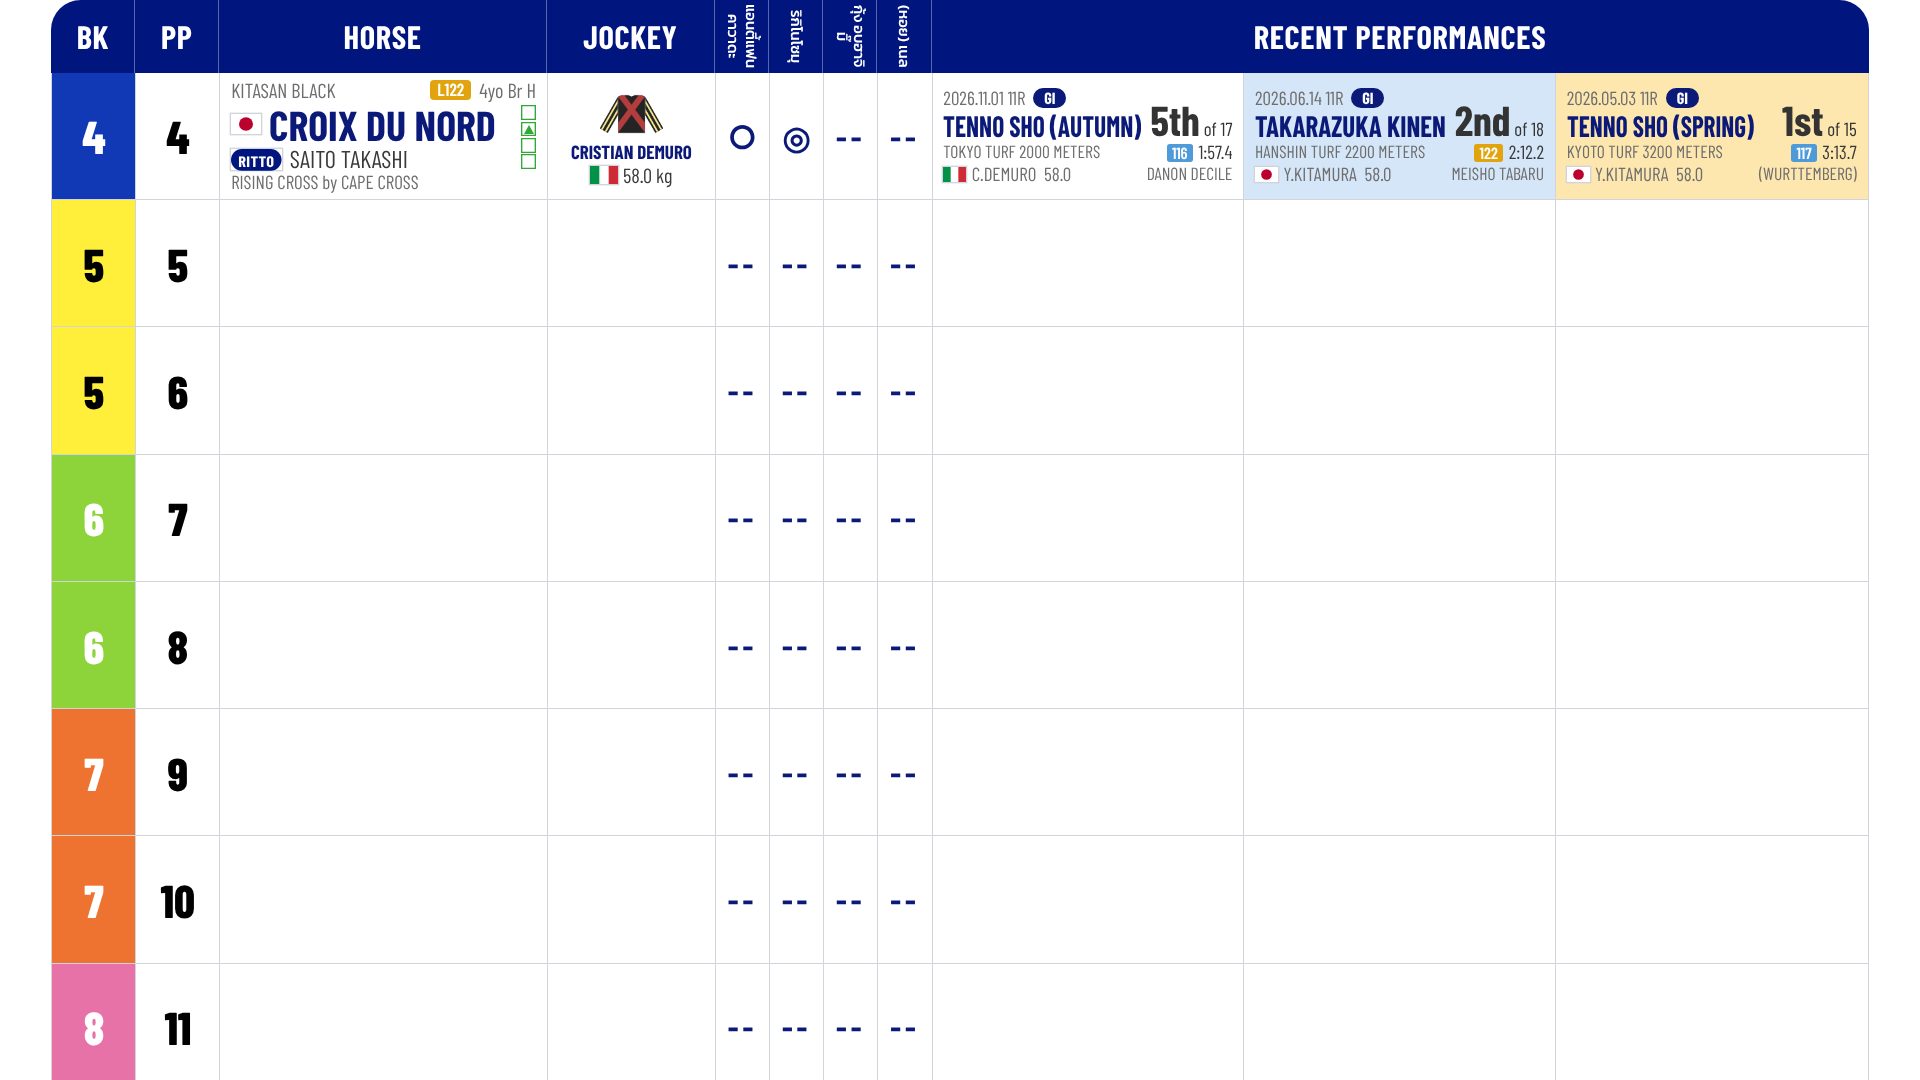 BK PP HORSE JOCKEY RECENT PERFORMANCES
4 4
KITASAN BLACK L122 4yo Br H
CROIX DU NORD
RITTO SAITO TAKASHI
RISING CROSS by CAPE CROSS
CRISTIAN DEMURO
58.0 kg
○ ◎ -- --
2026.11.01 11R GI
TENNO SHO (AUTUMN) 5th of 17
TOKYO TURF 2000 METERS 116 1:57.4
C.DEMURO 58.0 DANON DECILE
2026.06.14 11R GI
TAKARAZUKA KINEN 2nd of 18
HANSHIN TURF 2200 METERS 122 2:12.2
Y.KITAMURA 58.0 MEISHO TABARU
2026.05.03 11R GI
TENNO SHO (SPRING) 1st of 15
KYOTO TURF 3200 METERS 117 3:13.7
Y.KITAMURA 58.0 (WURTTEMBERG)
5 5 -- -- -- --
5 6 -- -- -- --
6 7 -- -- -- --
6 8 -- -- -- --
7 9 -- -- -- --
7 10 -- -- -- --
8 11 -- -- -- --